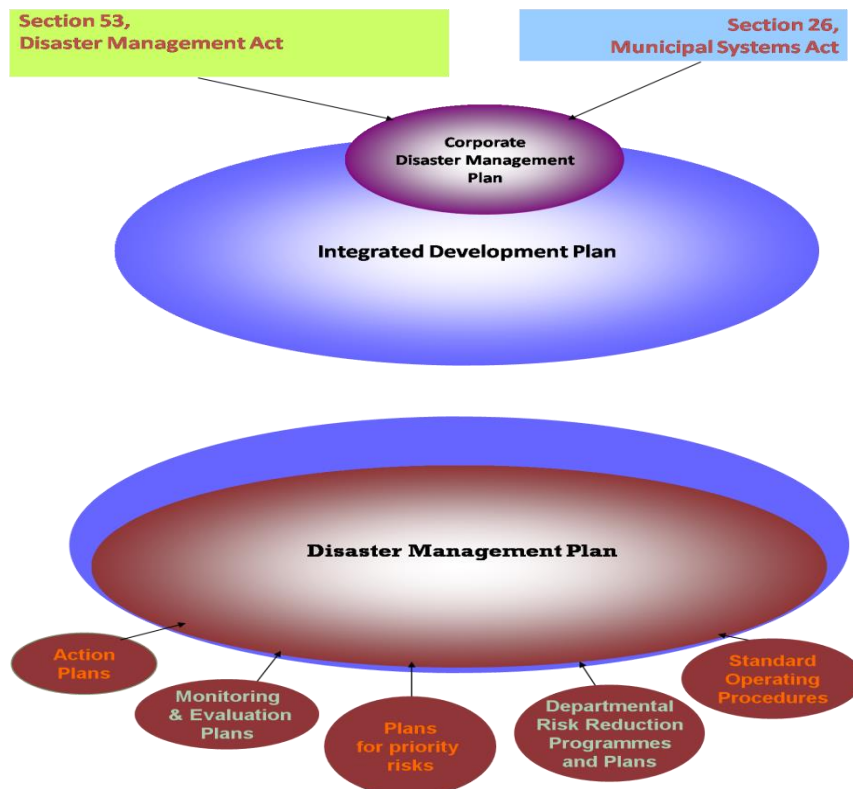 Section 53,
Disaster Management Act
Section 26,
Municipal Systems Act
Corporate
Disaster Management
Plan
Integrated Development Plan
Disaster Management Plan
Action
Plans
Monitoring
& Evaluation
Plans
Plans
for priority
risks
Departmental
Risk Reduction
Programmes
and Plans
Standard
Operating
Procedures